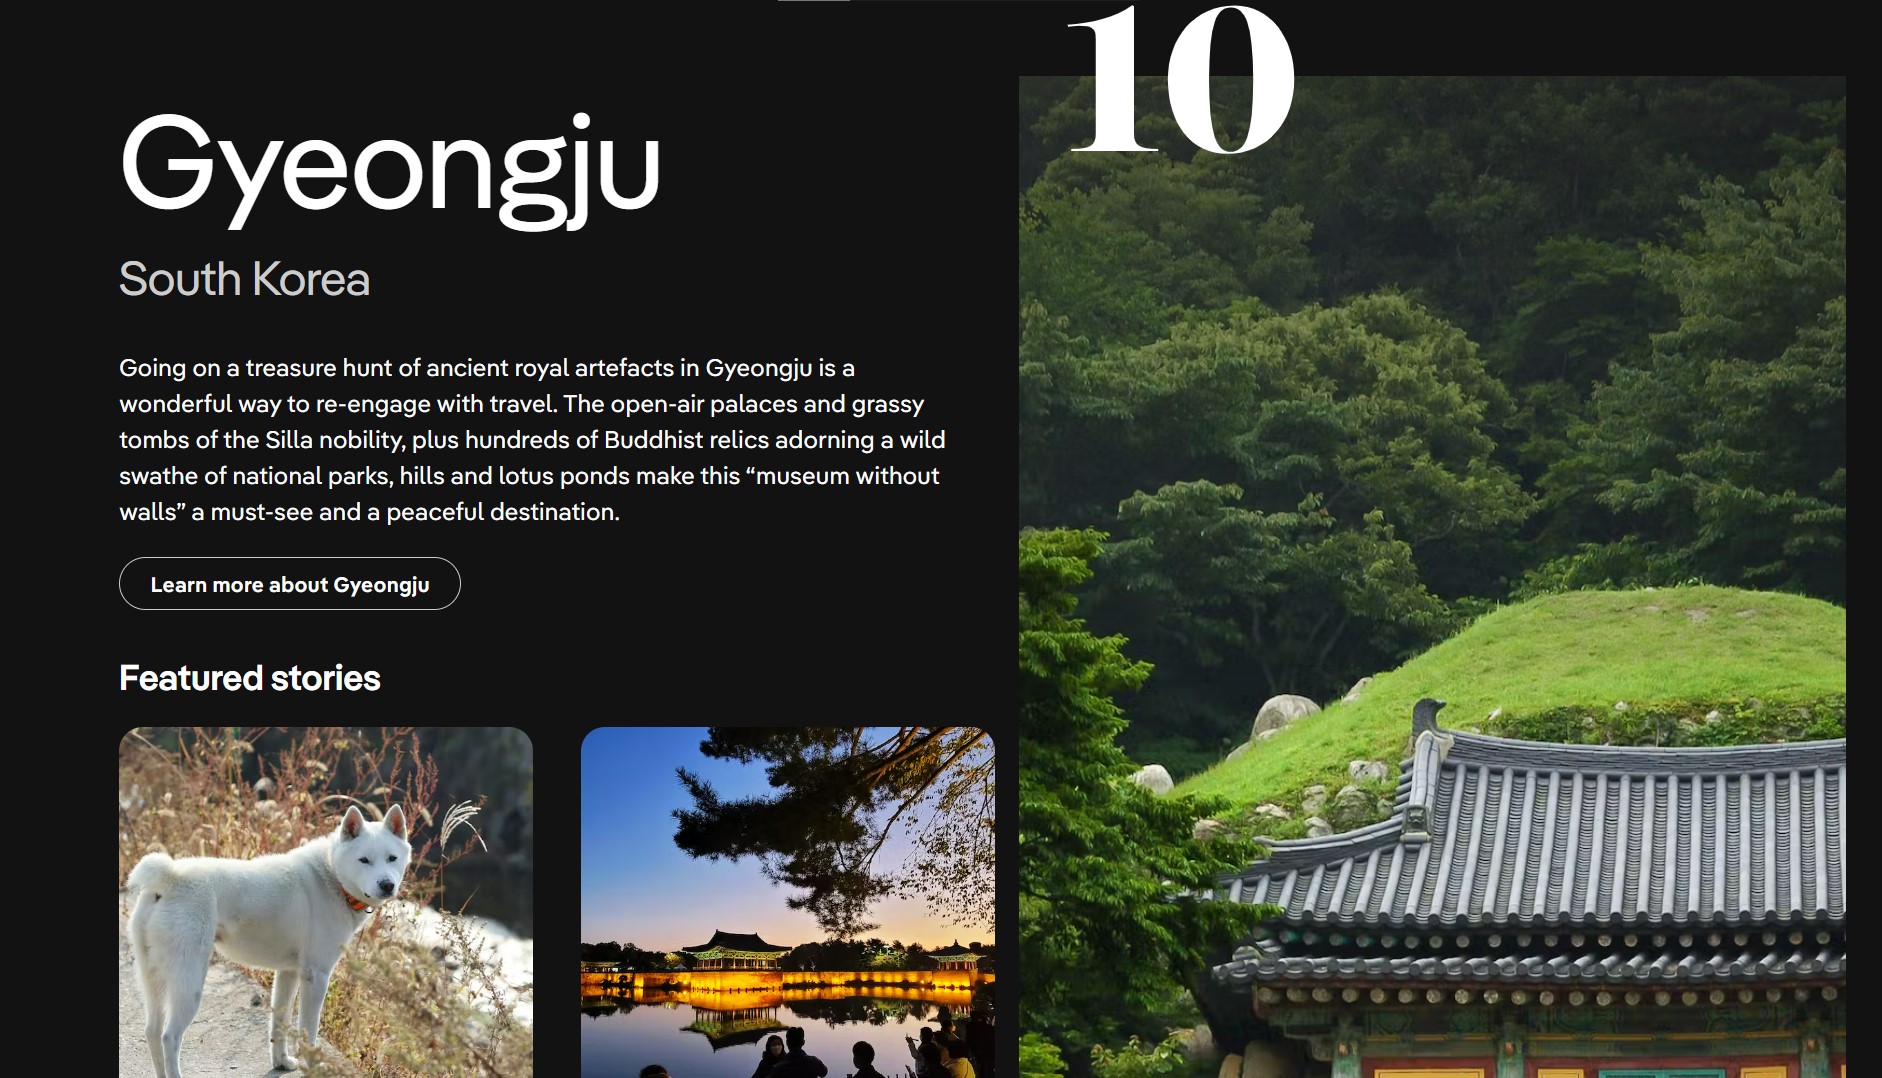 10
Gyeongju
South Korea
Going on a treasure hunt of ancient royal artefacts in Gyeongju is a
wonderful way to re-engage with travel. The open-air palaces and grassy
tombs of the Silla nobility, plus hundreds of Buddhist relics adorning a wild
swathe of national parks, hills and lotus ponds make this “museum without
walls” a must-see and a peaceful destination.
Learn more about Gyeongju
Featured stories